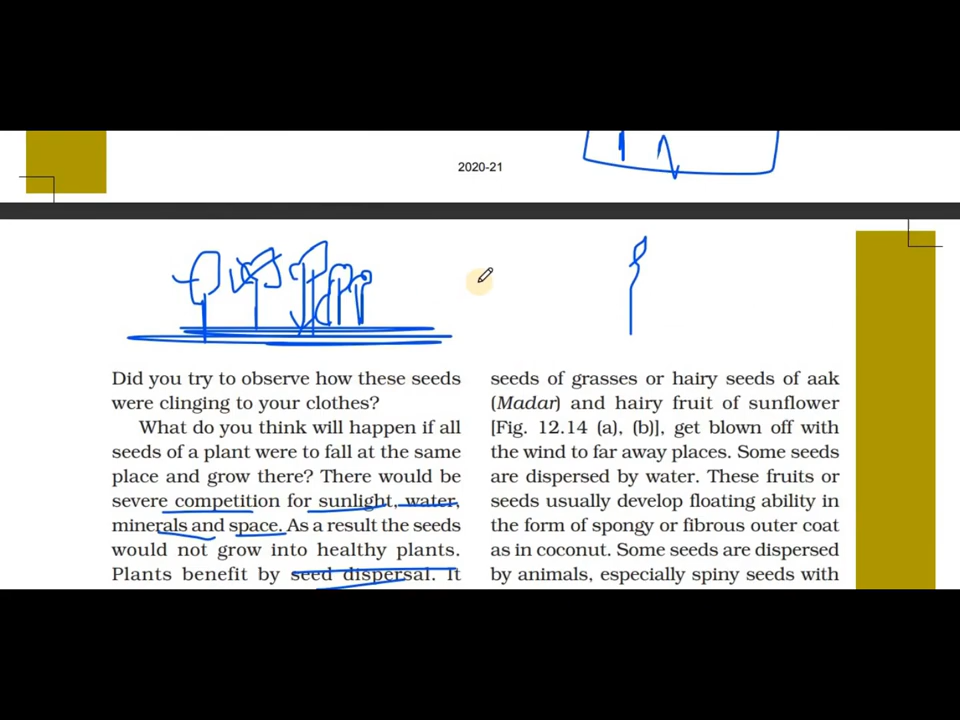 2020-21
Did you try to observe how these seeds
were clinging to your clothes?
What do you think will happen if all
seeds of a plant were to fall at the same
place and grow there? There would be
severe competition for sunlight, water,
minerals and space. As a result the seeds
would not grow into healthy plants.
Plants benefit by seed dispersal. It
seeds of grasses or hairy seeds of aak
(Madar) and hairy fruit of sunflower
[Fig. 12.14 (a), (b)], get blown off with
the wind to far away places. Some seeds
are dispersed by water. These fruits or
seeds usually develop floating ability in
the form of spongy or fibrous outer coat
as in coconut. Some seeds are dispersed
by animals, especially spiny seeds with